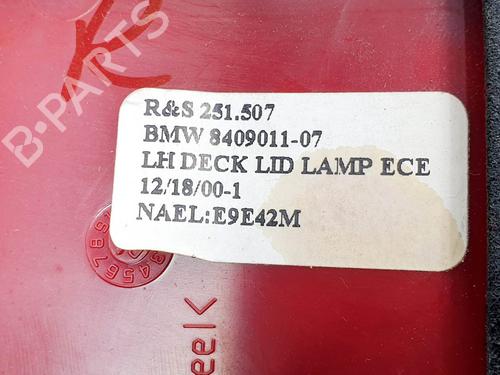 B-PARTS
R&S 251.507
BMW 8409011-07
LH DECK LID LAMP ECE
12/18/00-1
NAEL:E9E42M